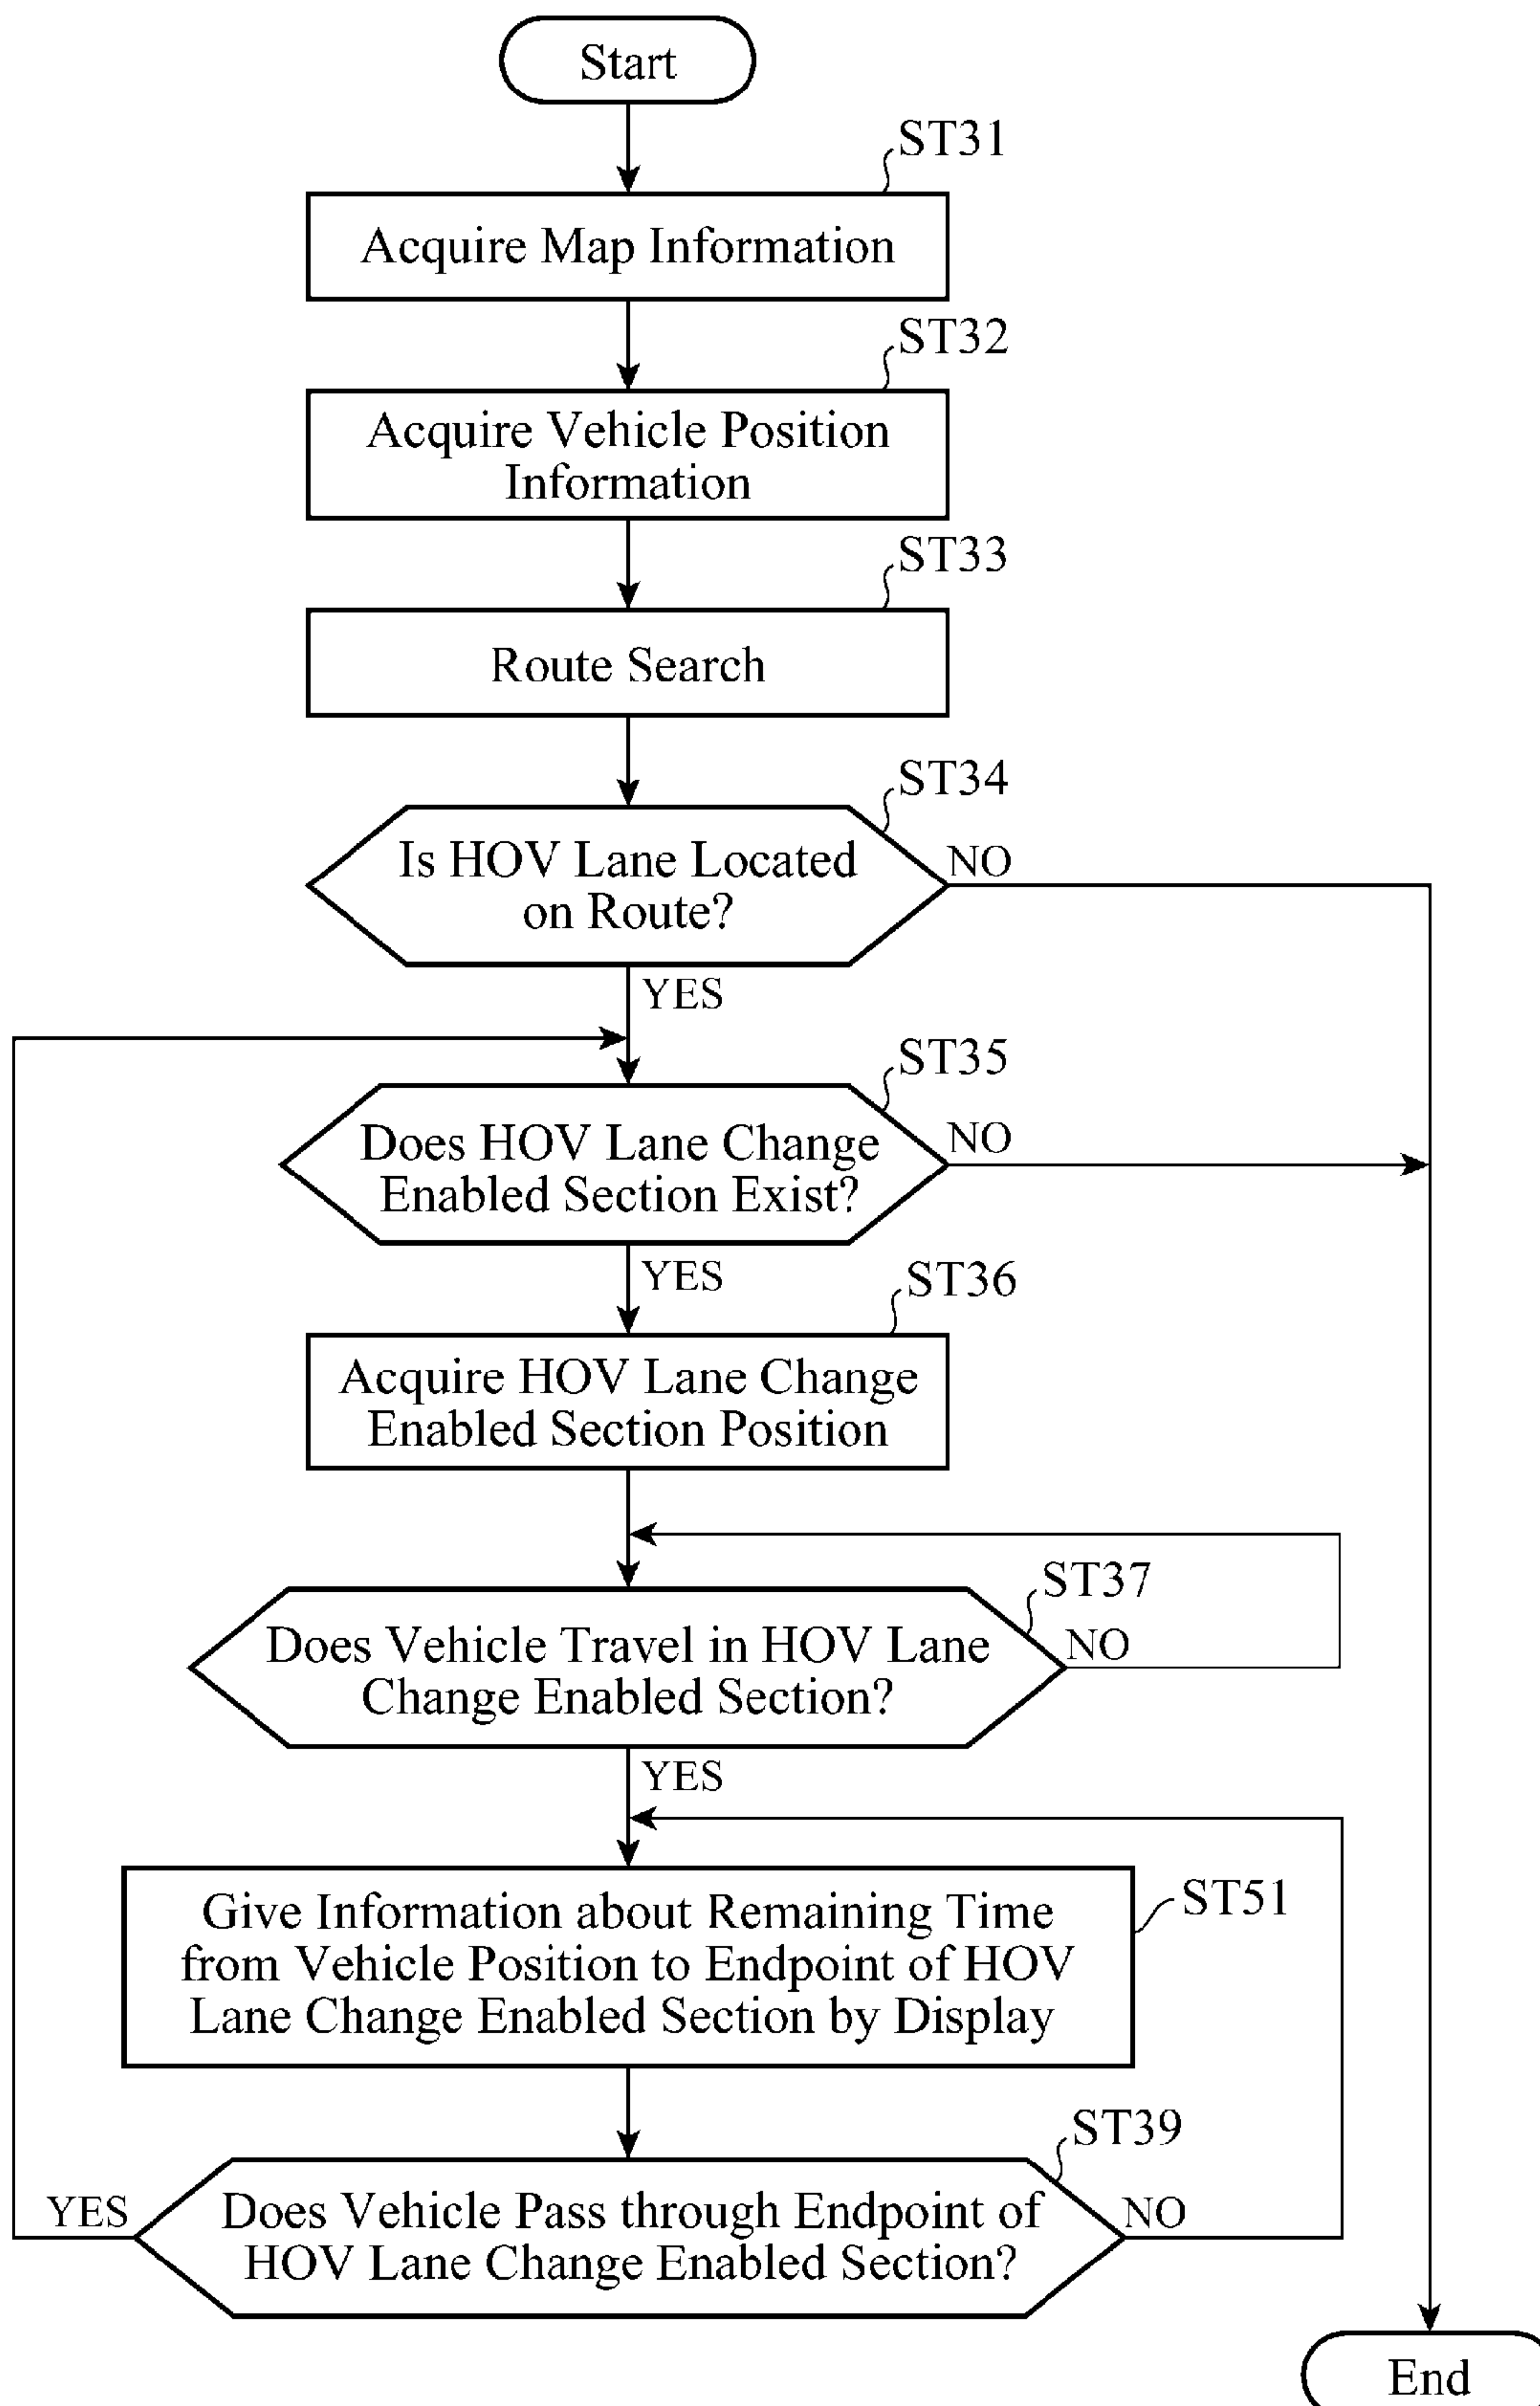 Start
ST31
Acquire Map Information
ST32
Acquire Vehicle Position
Information
ST33
Route Search
ST34
Is HOV Lane Located
on Route?
NO
YES
ST35
Does HOV Lane Change
Enabled Section Exist?
NO
YES
ST36
Acquire HOV Lane Change
Enabled Section Position
ST37
Does Vehicle Travel in HOV Lane
Change Enabled Section?
NO
YES
ST51
Give Information about Remaining Time
from Vehicle Position to Endpoint of HOV
Lane Change Enabled Section by Display
ST39
YES
Does Vehicle Pass through Endpoint of
HOV Lane Change Enabled Section?
NO
End